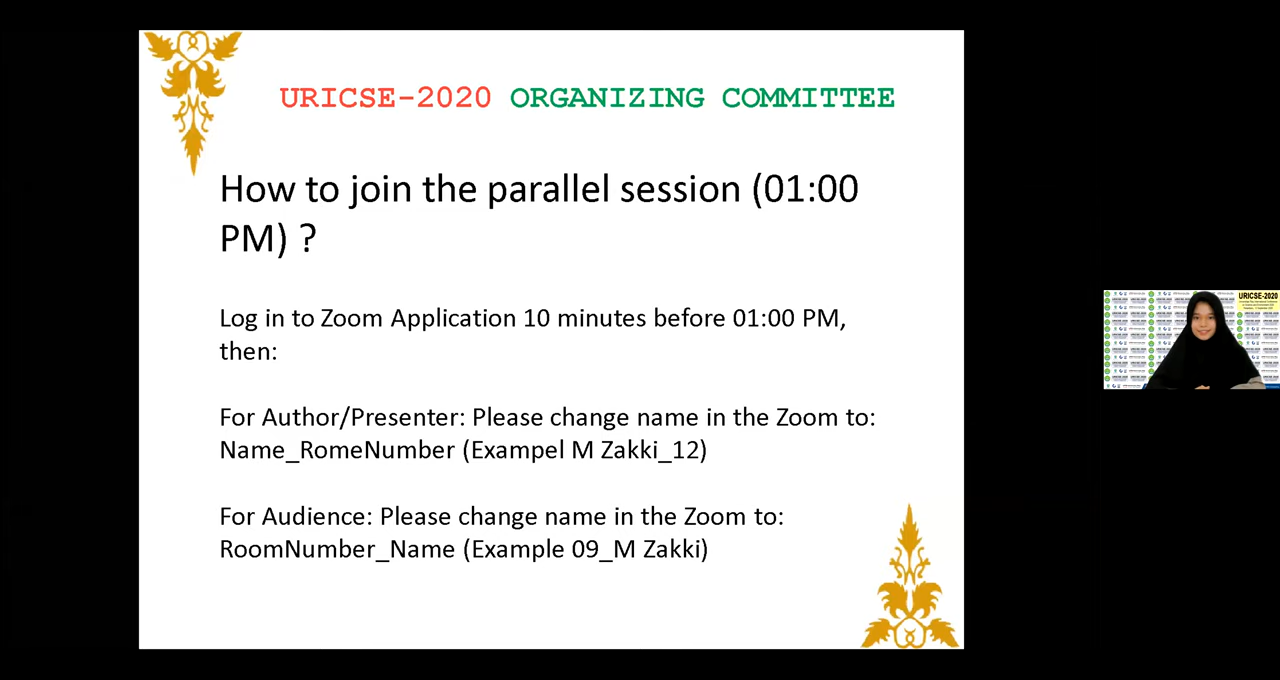 URICSE-2020 ORGANIZING COMMITTEE
How to join the parallel session (01:00
PM) ?
Log in to Zoom Application 10 minutes before 01:00 PM,
then:
For Author/Presenter: Please change name in the Zoom to:
Name_RomeNumber (Exampel M Zakki_12)
For Audience: Please change name in the Zoom to:
RoomNumber_Name (Example 09_M Zakki)
URICSE-2020